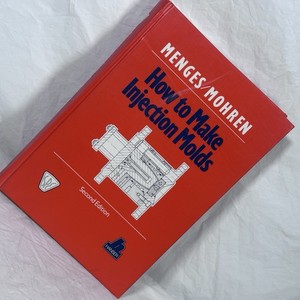 MENGES/MOHREN
How to Make
Injection Molds
Second Edition